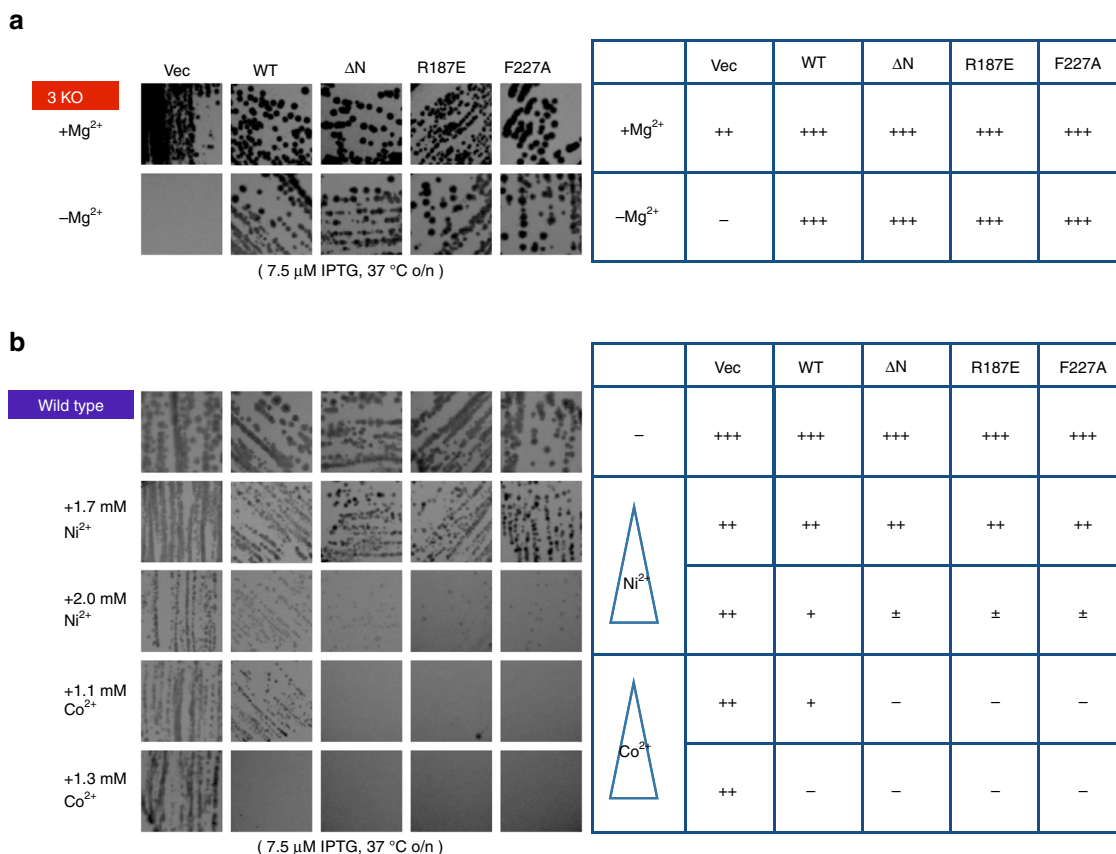 a
Vec WT ΔN R187E F227A
3 KO
+Mg2+
–Mg2+
( 7.5 μM IPTG, 37 °C o/n )
Vec WT ΔN R187E F227A
+Mg2+ ++ +++ +++ +++ +++
–Mg2+ – +++ +++ +++ +++
b
Wild type
+1.7 mM
Ni2+
+2.0 mM
Ni2+
+1.1 mM
Co2+
+1.3 mM
Co2+
( 7.5 μM IPTG, 37 °C o/n )
Vec WT ΔN R187E F227A
– +++ +++ +++ +++ +++
++ ++ ++ ++ ++
Ni2+
++ + ± ± ±
++ + – – –
Co2+
++ – – – –